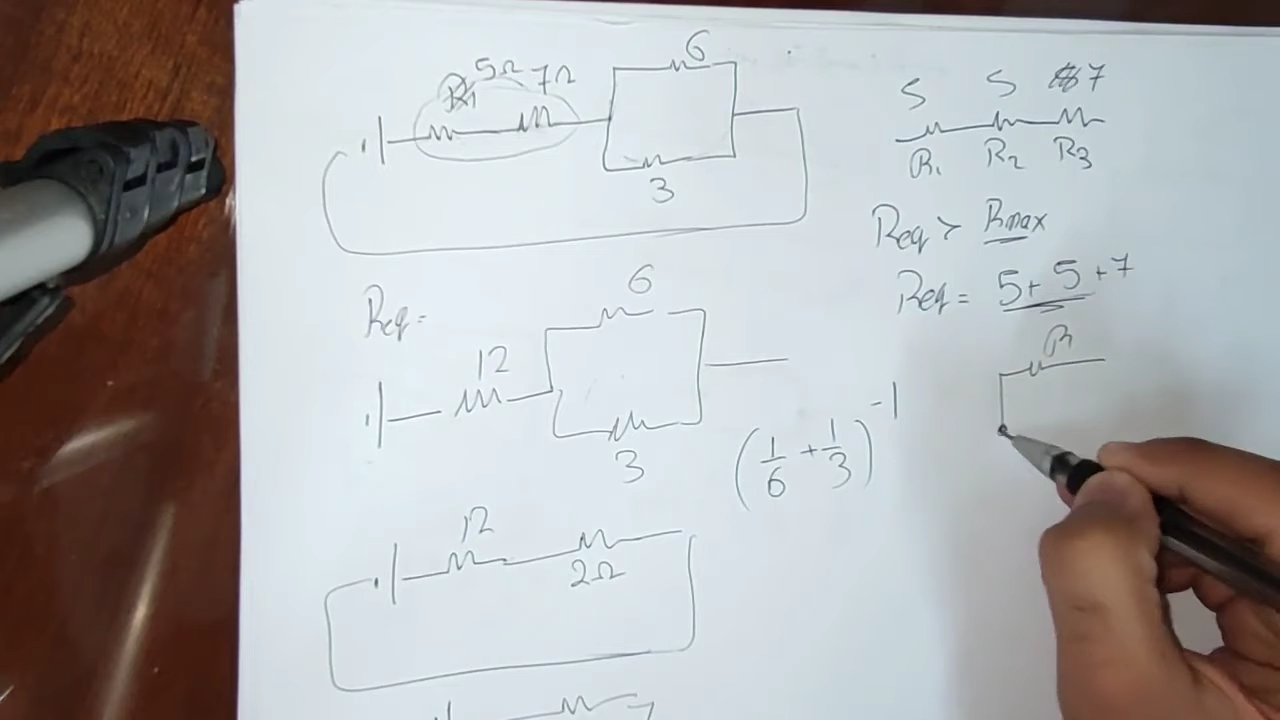 5Ω 7Ω
6
3
Req =
12
6
3
(1/6 + 1/3)^-1
12
2Ω
5 5 7
R1 R2 R3
Req > Rmax
Req = 5 + 5 + 7
R